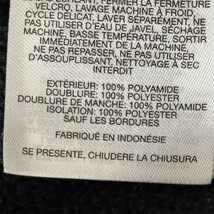 VELCRO, LAVAGE MACHINE À FROID,
CYCLE DÉLICAT, LAVER SÉPARÉMENT, NE
PAS REPASSER, NE PAS UTILISER
D'EAU DE JAVEL, SÉCHAGE
MACHINE, BASSE TEMPÉRATURE, SORTIR
IMMÉDIATEMENT DE LA MACHINE,
NE PAS UTILISER
D'ASSOUPLISSANT, NETTOYAGE À SEC
INTERDIT
EXTÉRIEUR: 100% POLYAMIDE
DOUBLURE: 100% POLYESTER
DOUBLURE DE MANCHE: 100% POLYAMIDE
ISOLATION: 100% POLYESTER
SAUF LES BORDURES
FABRIQUÉ EN INDONÉSIE
SE PRESENTE, CHIUDERE LA CHIUSURA